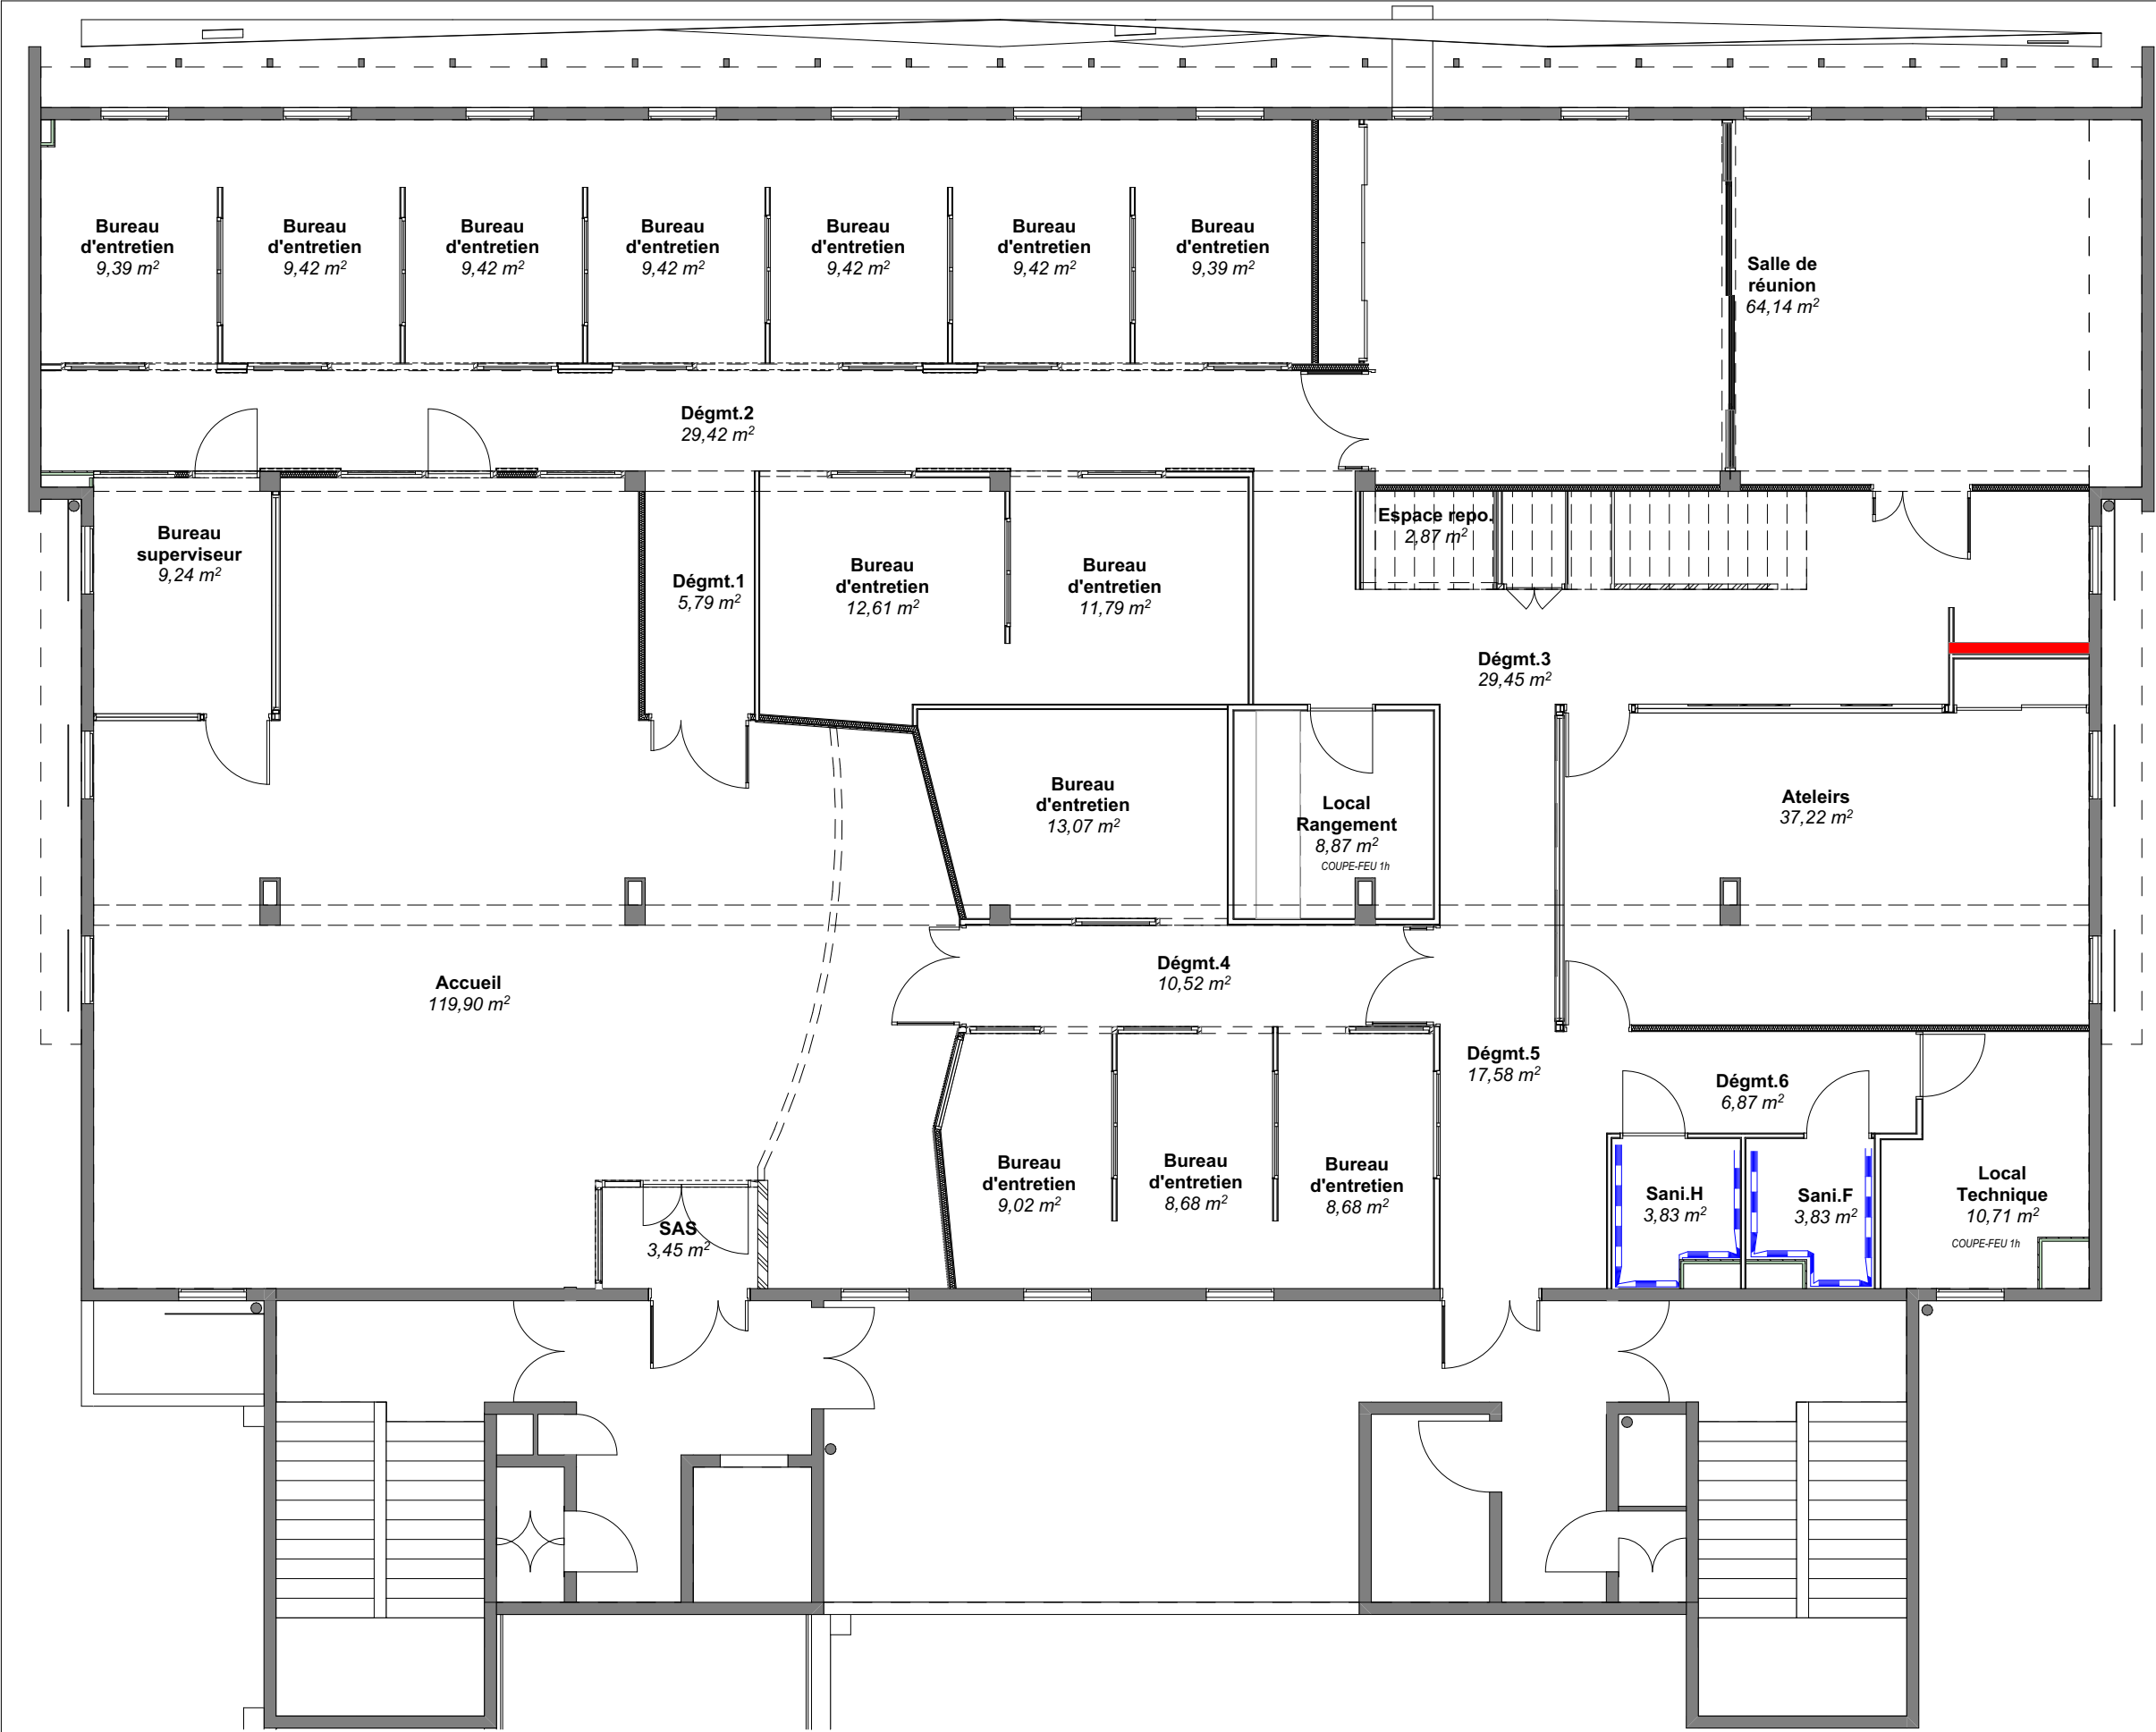 Bureau
d'entretien
9,39 m²
Bureau
d'entretien
9,42 m²
Bureau
d'entretien
9,42 m²
Bureau
d'entretien
9,42 m²
Bureau
d'entretien
9,42 m²
Bureau
d'entretien
9,42 m²
Bureau
d'entretien
9,39 m²
Salle de
réunion
64,14 m²
Dégmt.2
29,42 m²
Bureau
superviseur
9,24 m²
Dégmt.1
5,79 m²
Bureau
d'entretien
12,61 m²
Bureau
d'entretien
11,79 m²
Espace repo.
2,87 m²
Dégmt.3
29,45 m²
Bureau
d'entretien
13,07 m²
Local
Rangement
8,87 m²
COUPE-FEU 1h
Ateleirs
37,22 m²
Accueil
119,90 m²
Dégmt.4
10,52 m²
Dégmt.5
17,58 m²
Dégmt.6
6,87 m²
SAS
3,45 m²
Bureau
d'entretien
9,02 m²
Bureau
d'entretien
8,68 m²
Bureau
d'entretien
8,68 m²
Sani.H
3,83 m²
Sani.F
3,83 m²
Local
Technique
10,71 m²
COUPE-FEU 1h